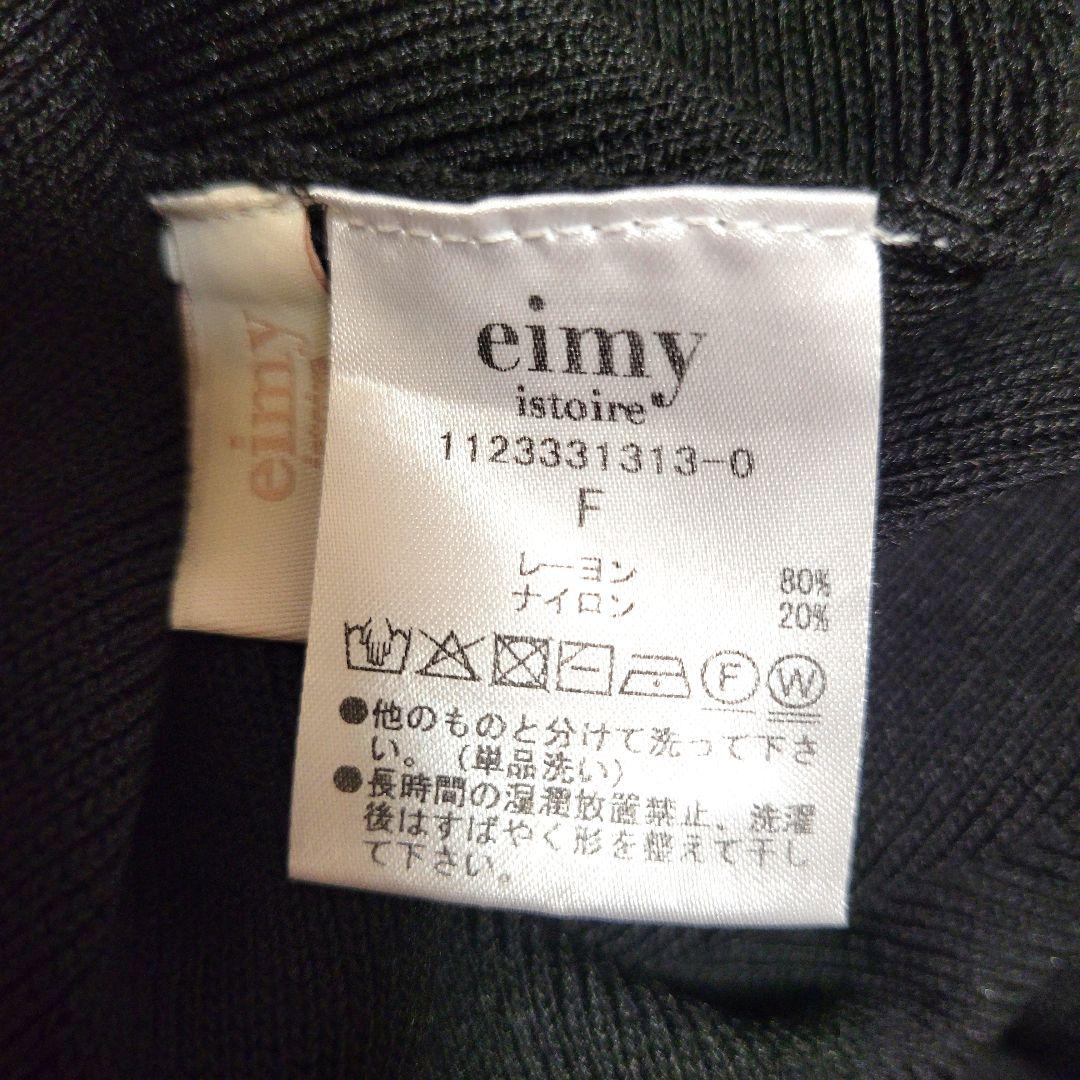 eimy
istoire
eimy
istoire
1123331313-0
F
レーヨン 80%
ナイロン 20%
F W
●他のものと分けて洗って下さ
い。(単品洗い)
●長時間の湿潤放置禁止、洗濯
後はすばやく形を整えて干し
て下さい。